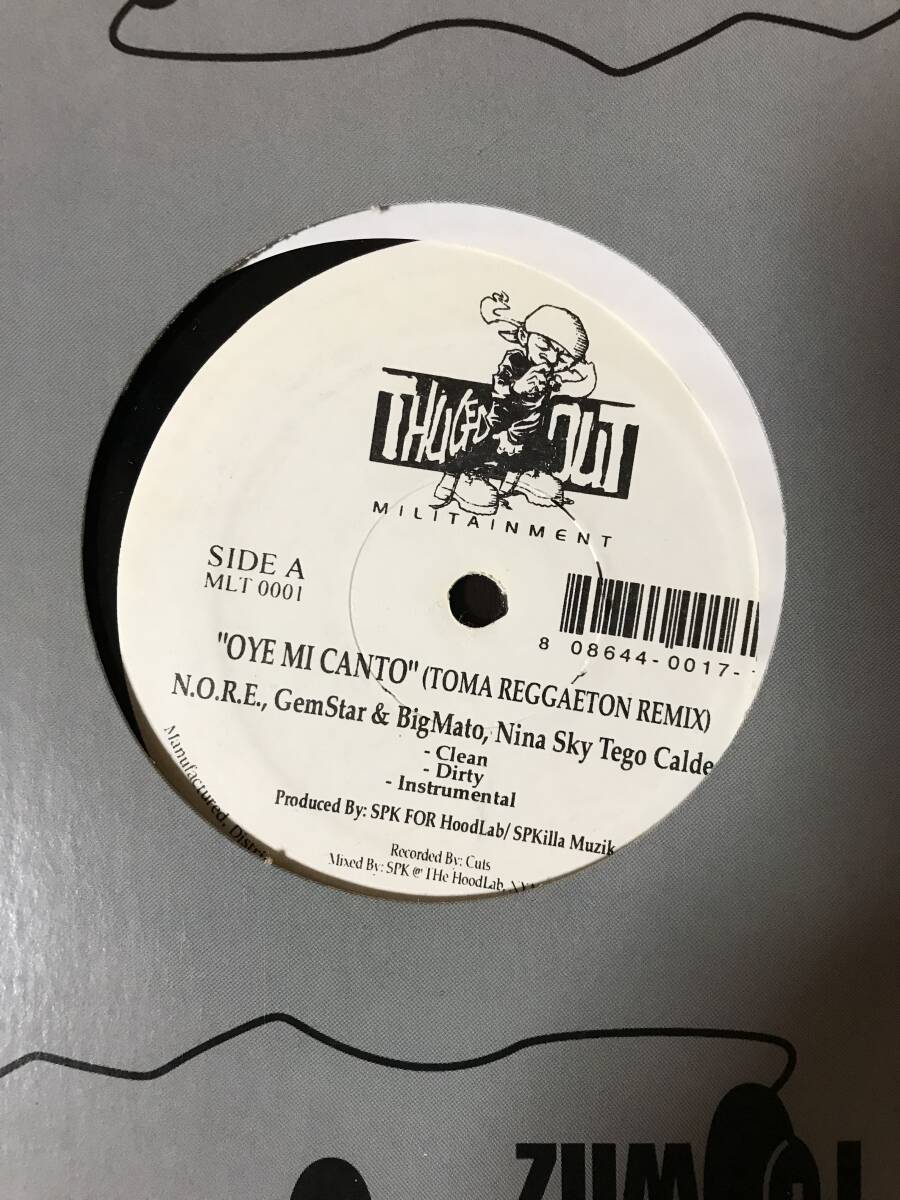 THUGED OUT
MILITAINMENT
SIDE A
MLT 0001
8 08644-0017-
"OYE MI CANTO" (TOMA REGGAETON REMIX)
N.O.R.E., GemStar & BigMato, Nina Sky Tego Calde
- Clean
- Dirty
- Instrumental
Produced By: SPK FOR HoodLab/ SPKilla Muzik
Recorded By: Cuts
Mixed By: SPK @ THe HoodLab,
Manufactured, Distri